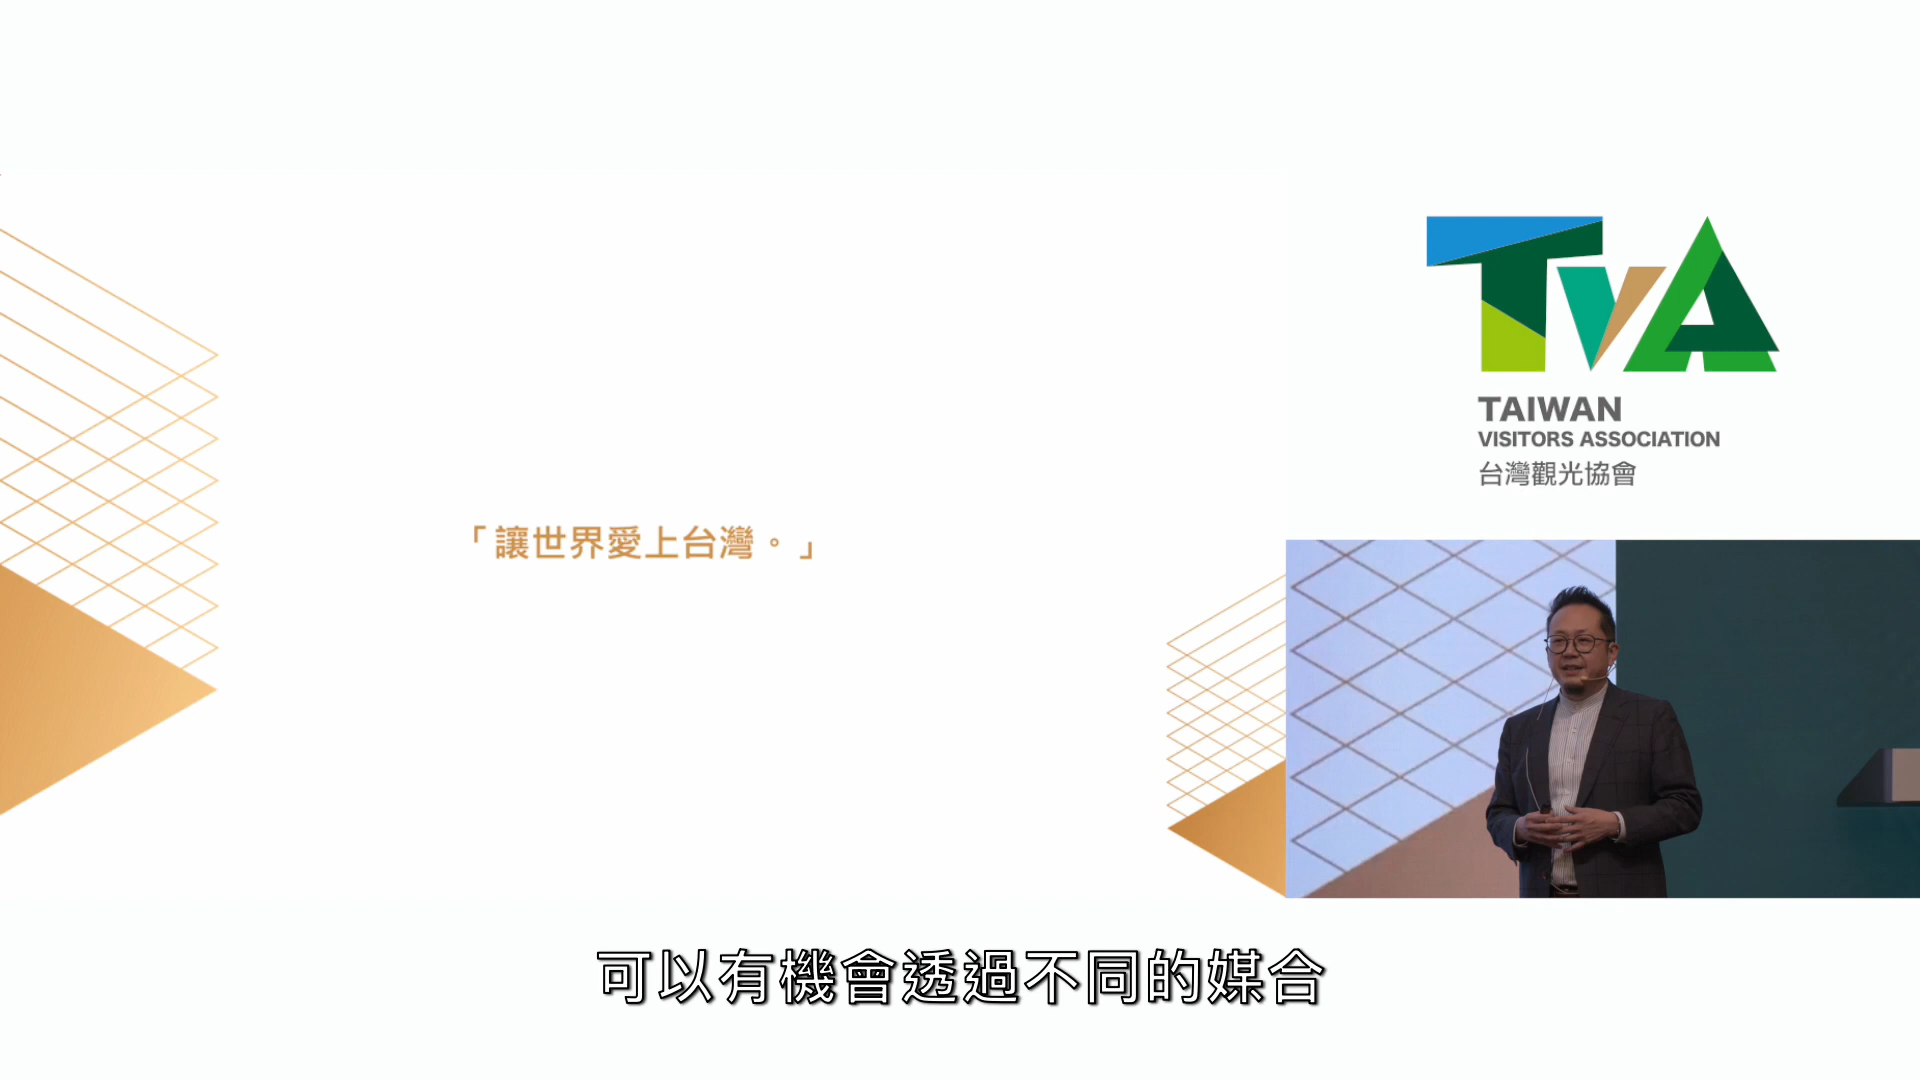 TVA
TAIWAN
VISITORS ASSOCIATION
台灣觀光協會
「讓世界愛上台灣。」
可以有機會透過不同的媒合